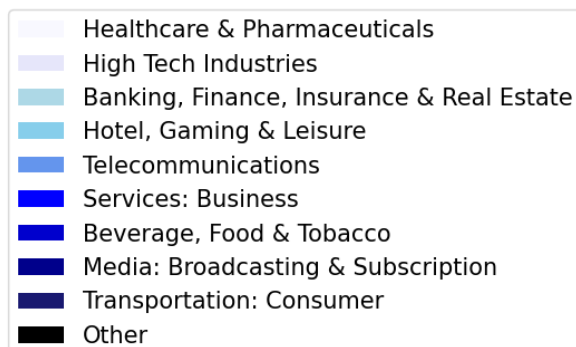 Healthcare & Pharmaceuticals
High Tech Industries
Banking, Finance, Insurance & Real Estate
Hotel, Gaming & Leisure
Telecommunications
Services: Business
Beverage, Food & Tobacco
Media: Broadcasting & Subscription
Transportation: Consumer
Other